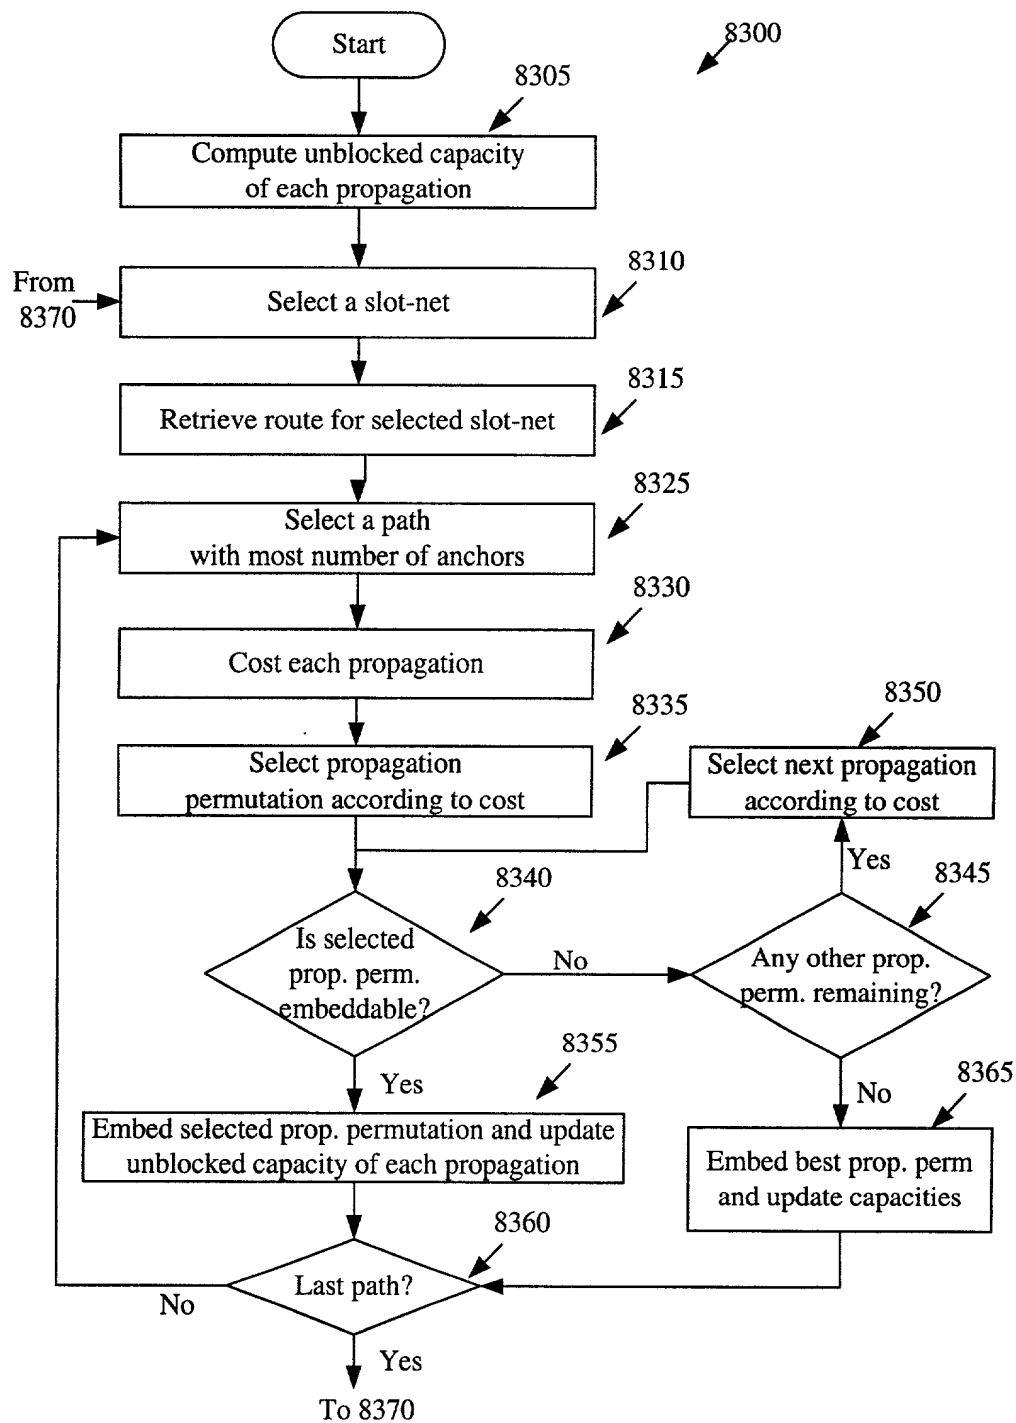 Start
8300
8305
Compute unblocked capacity
of each propagation
From
8370
8310
Select a slot-net
8315
Retrieve route for selected slot-net
8325
Select a path
with most number of anchors
8330
Cost each propagation
8335
Select propagation
permutation according to cost
8350
Select next propagation
according to cost
Yes
8340
Is selected
prop. perm.
embeddable?
No
8345
Any other prop.
perm. remaining?
Yes
8355
Embed selected prop. permutation and update
unblocked capacity of each propagation
No
8365
Embed best prop. perm
and update capacities
8360
Last path?
No
Yes
To 8370